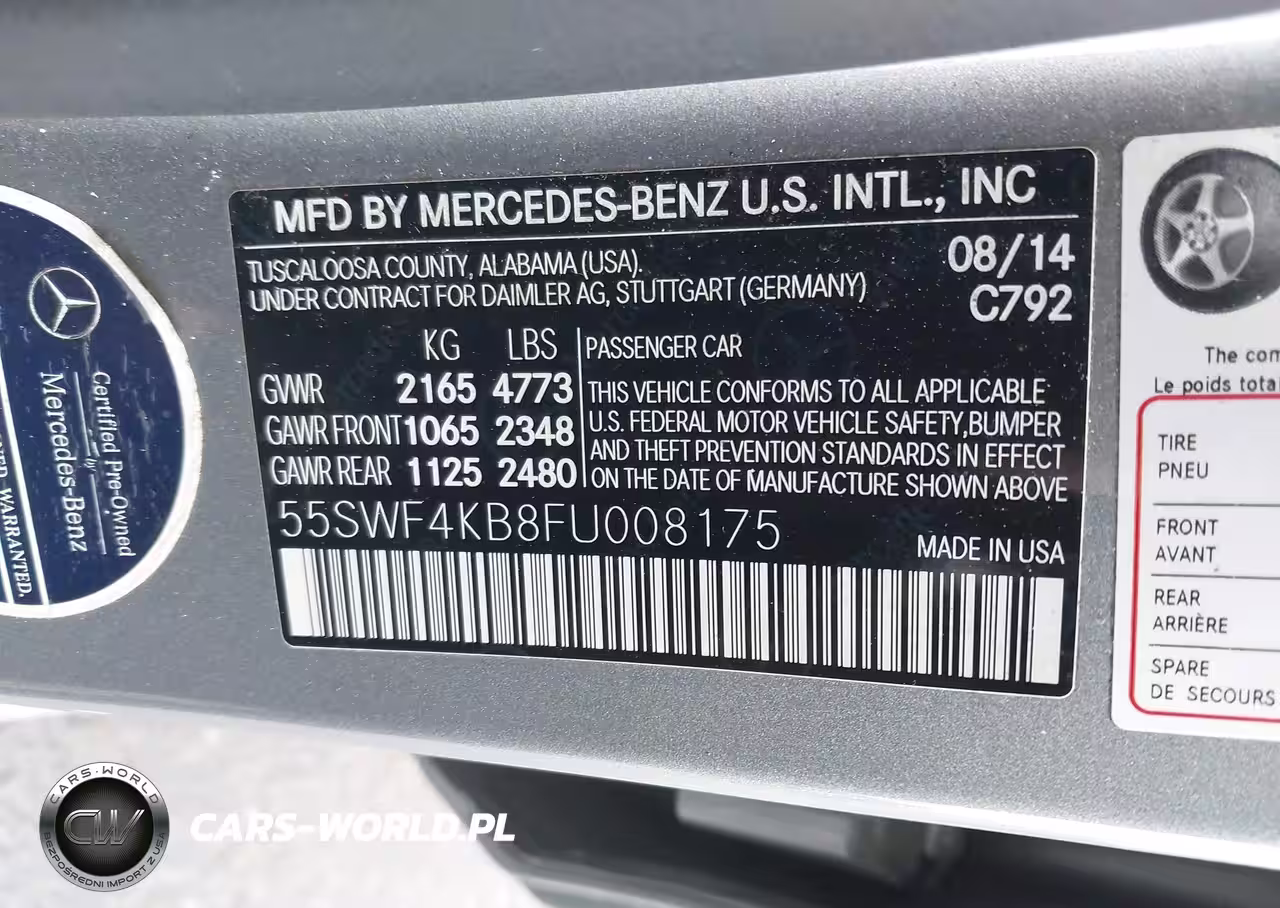 MFD BY MERCEDES-BENZ U.S. INTL., INC
TUSCALOOSA COUNTY, ALABAMA (USA).
UNDER CONTRACT FOR DAIMLER AG, STUTTGART (GERMANY)
08/14
C792
KG LBS
GVWR 2165 4773
GAWR FRONT 1065 2348
GAWR REAR 1125 2480
PASSENGER CAR
THIS VEHICLE CONFORMS TO ALL APPLICABLE
U.S. FEDERAL MOTOR VEHICLE SAFETY, BUMPER
AND THEFT PREVENTION STANDARDS IN EFFECT
ON THE DATE OF MANUFACTURE SHOWN ABOVE
55SWF4KB8FU008175
MADE IN USA
Certified Pre-Owned
by
Mercedes-Benz
WARRANTED.
The
Le poids
TIRE
PNEU
FRONT
AVANT
REAR
ARRIÈRE
SPARE
DE SECOURS
CARS-WORLD
CW
BEZPOŚREDNI IMPORT Z USA
CARS-WORLD.PL